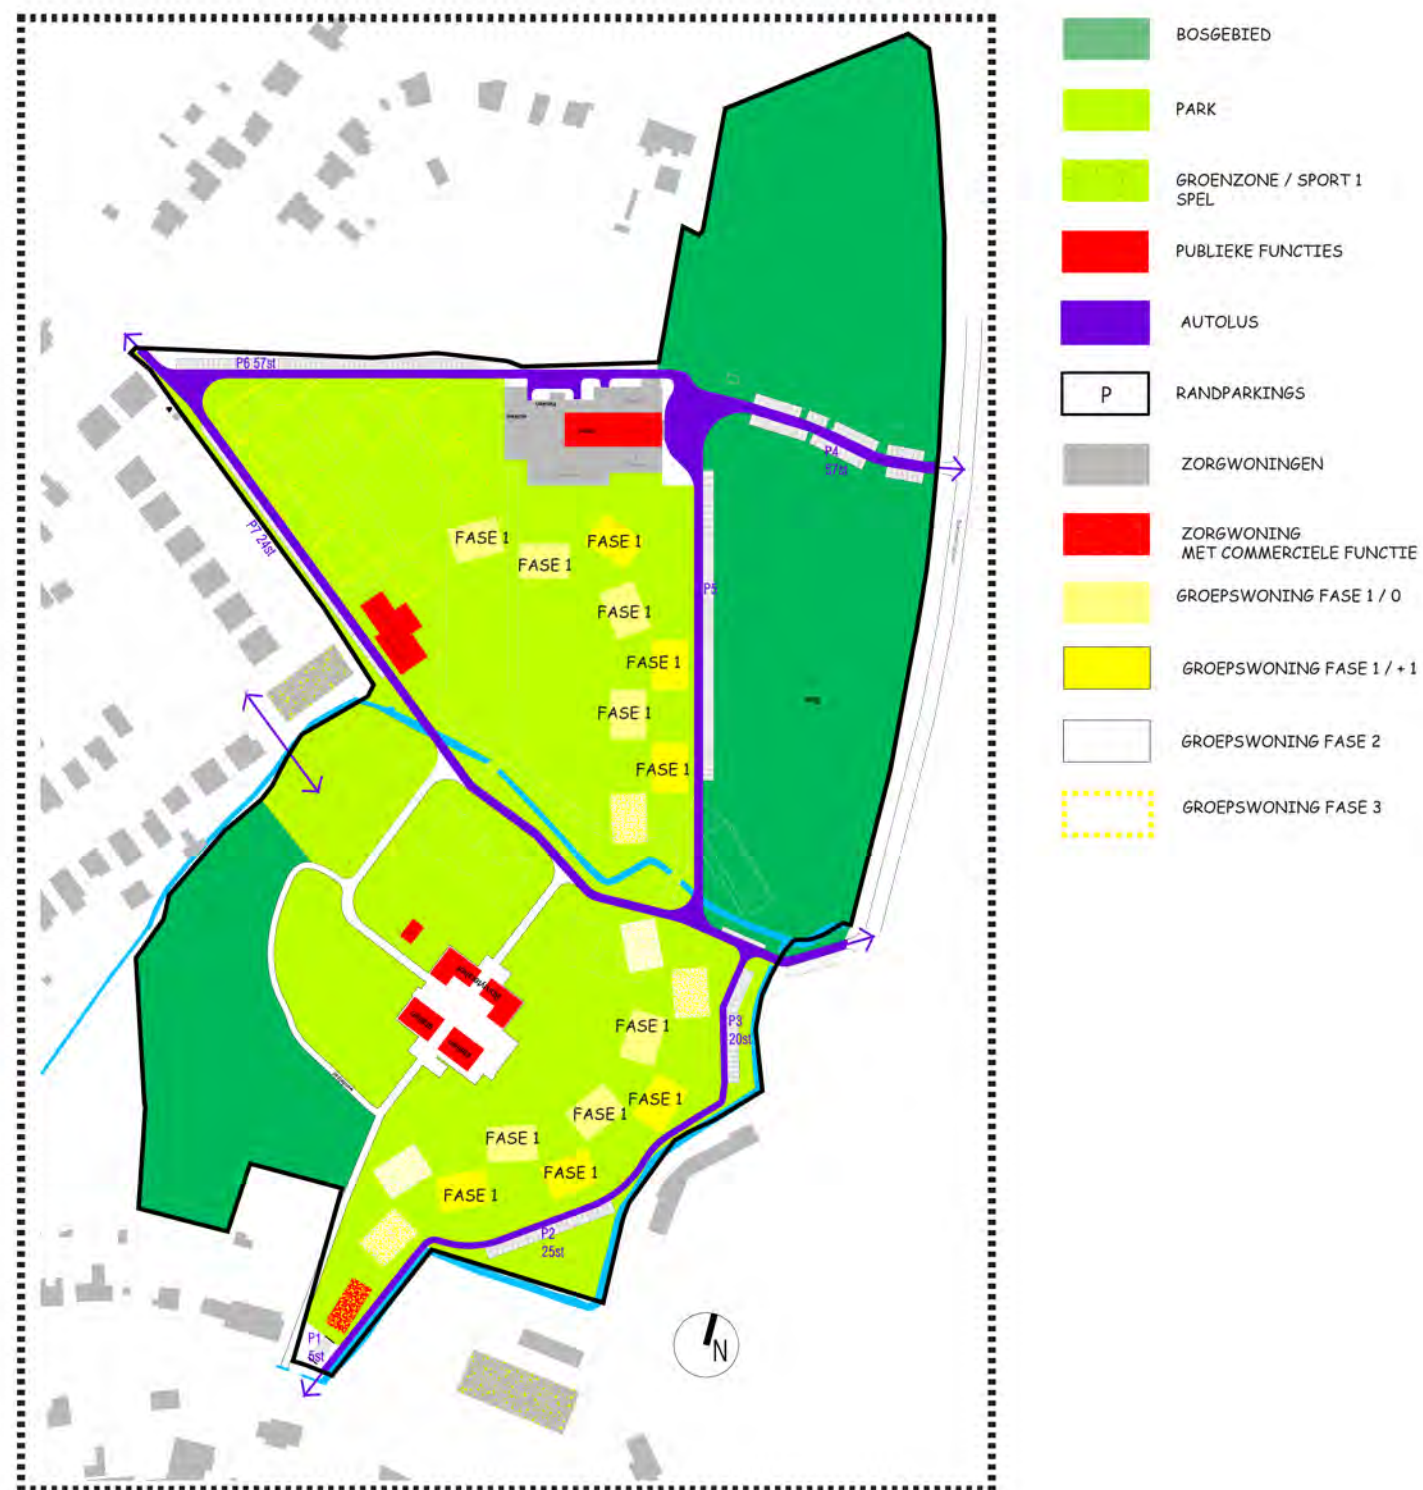 BOSGEBIED
PARK
GROENZONE / SPORT 1
SPEL
PUBLIEKE FUNCTIES
AUTOLUS
P
RANDPARKINGS
ZORGWONINGEN
ZORGWONING
MET COMMERCIELE FUNCTIE
GROEPSWONING FASE 1 / 0
GROEPSWONING FASE 1 / + 1
GROEPSWONING FASE 2
GROEPSWONING FASE 3
P6 57st
P4
57st
P7 24st
FASE 1
FASE 1
FASE 1
P5
FASE 1
FASE 1
FASE 1
FASE 1
P3
20st
FASE 1
FASE 1
FASE 1
FASE 1
FASE 1
FASE 1
P2
25st
P1
5st
N